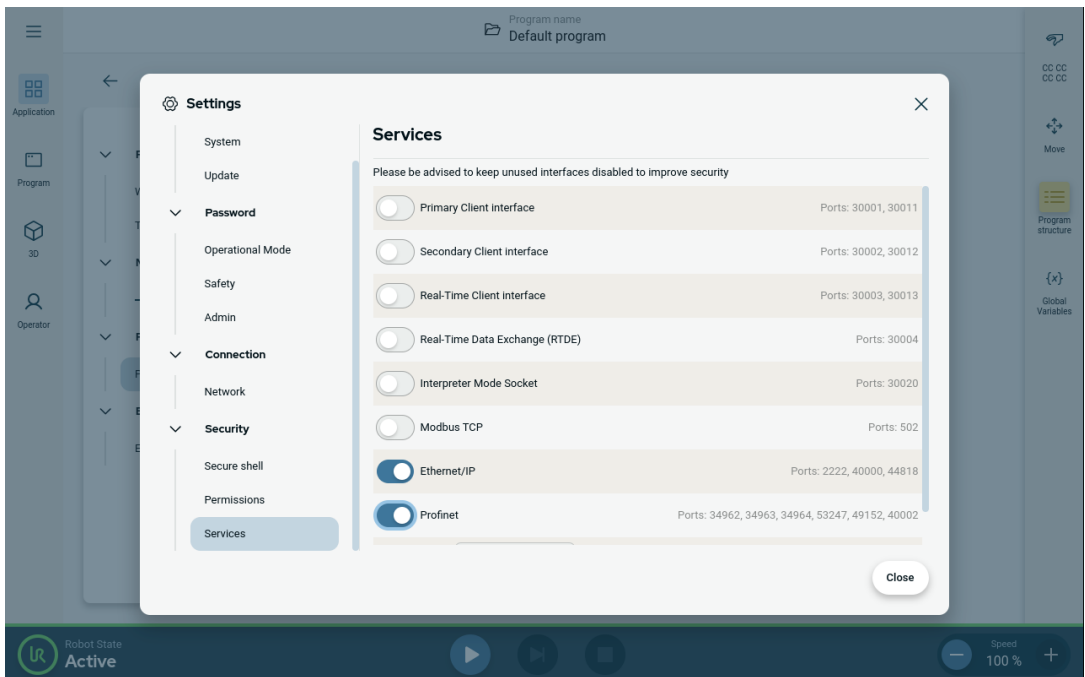 Program name
Default program
Application
Program
3D
Operator
Settings
System
Update
Password
Operational Mode
Safety
Admin
Connection
Network
Security
Secure shell
Permissions
Services
Services
Please be advised to keep unused interfaces disabled to improve security
Primary Client interface Ports: 30001, 30011
Secondary Client interface Ports: 30002, 30012
Real-Time Client interface Ports: 30003, 30013
Real-Time Data Exchange (RTDE) Ports: 30004
Interpreter Mode Socket Ports: 30020
Modbus TCP Ports: 502
Ethernet/IP Ports: 2222, 40000, 44818
Profinet Ports: 34962, 34963, 34964, 53247, 49152, 40002
Close
CC CC
CC CC
Move
Program
structure
{x}
Global
Variables
UR
Robot State
Active
Speed
100 %